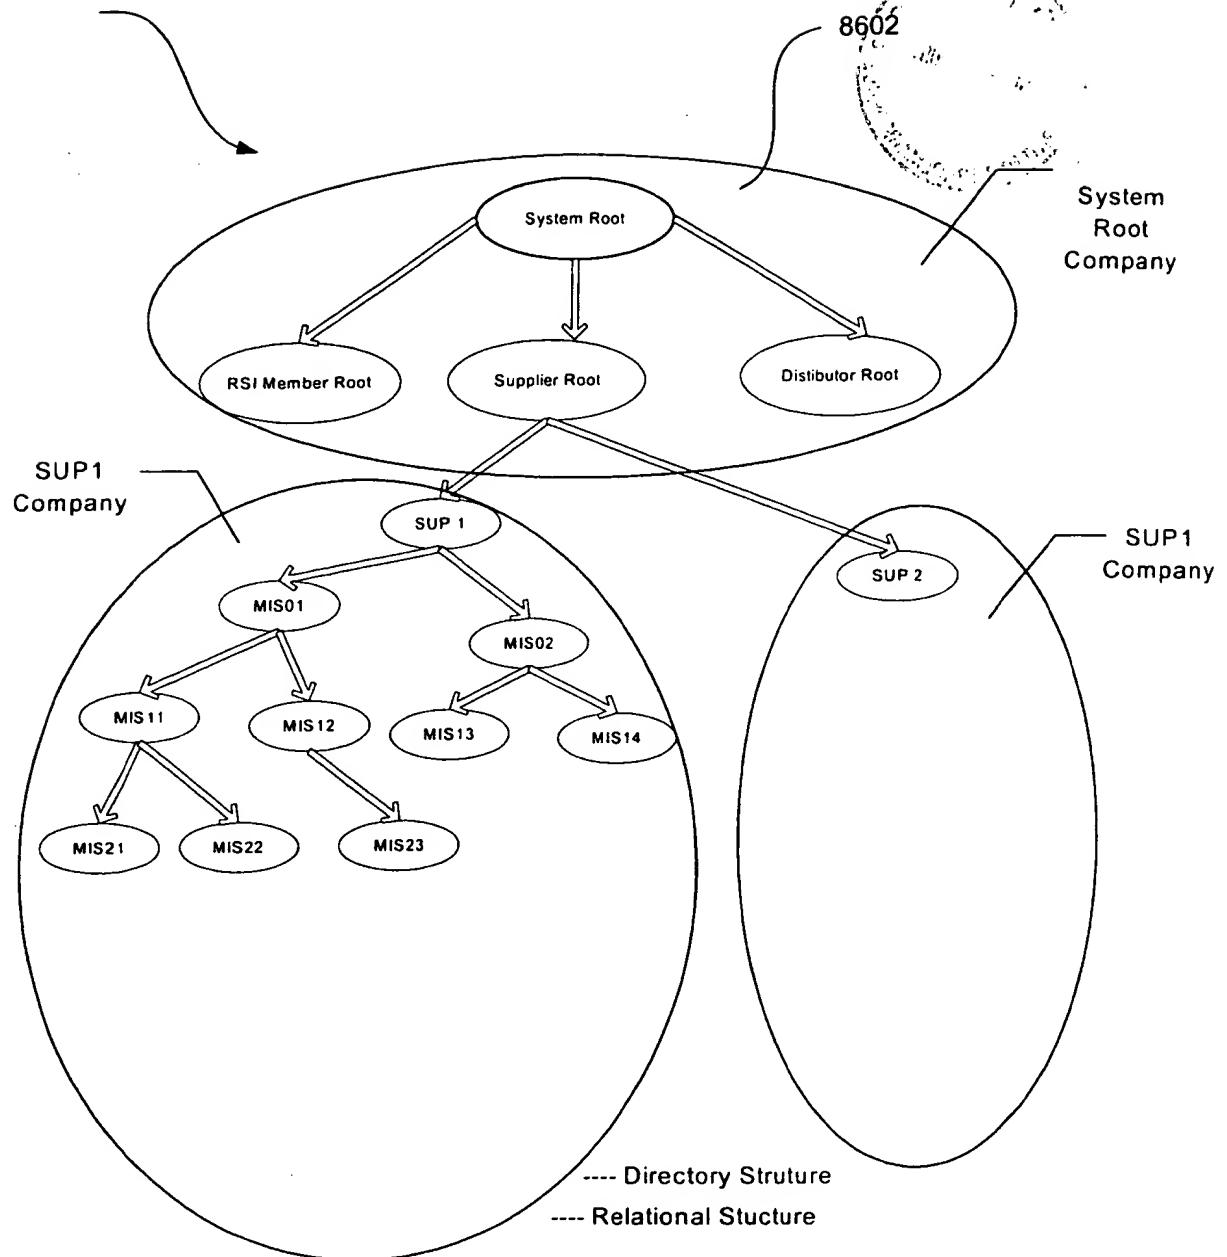 8602
System Root
System
Root
Company
RSI Member Root
Supplier Root
Distibutor Root
SUP1
Company
SUP 1
SUP1
Company
SUP 2
MIS01
MIS02
MIS11
MIS12
MIS13
MIS14
MIS21
MIS22
MIS23
---- Directory Struture
---- Relational Stucture